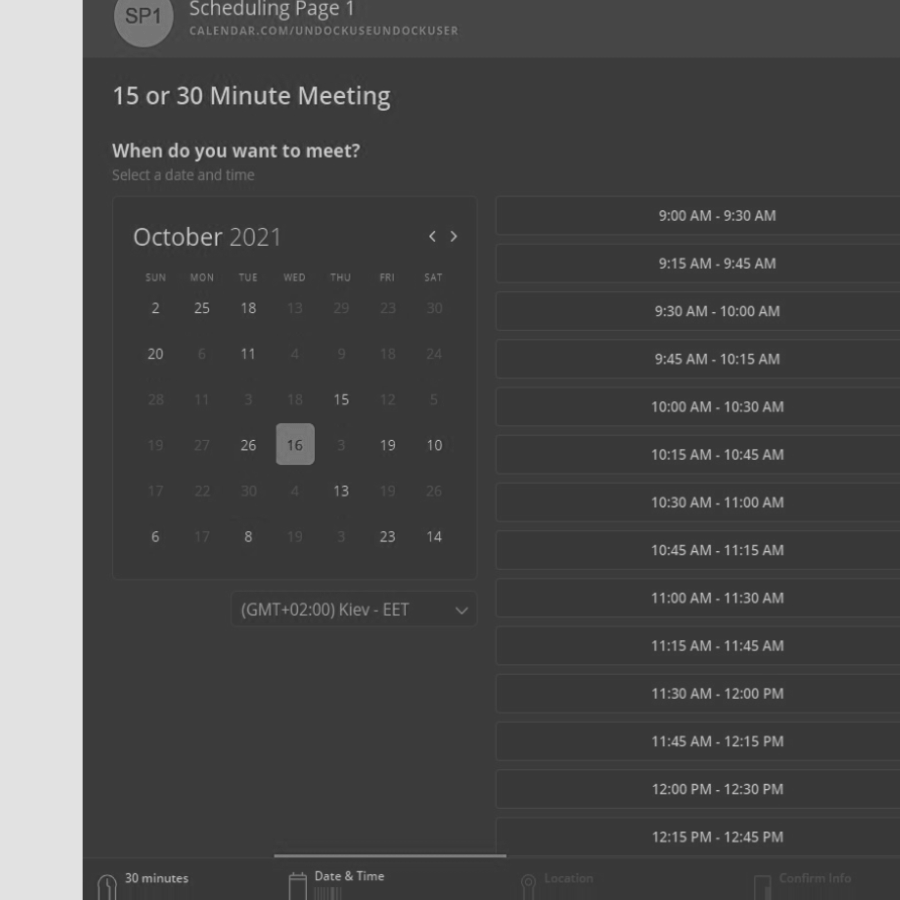 SP1
Scheduling Page 1
CALENDAR.COM/UNDOCKUSEUNDOCKUSER
15 or 30 Minute Meeting
When do you want to meet?
Select a date and time
October 2021
SUN MON TUE WED THU FRI SAT
2 25 18 13 29 23 30
20 6 11 4 9 18 24
28 11 3 18 15 12 5
19 27 26 16 3 19 10
17 22 30 4 13 19 26
6 17 8 19 3 23 14
(GMT+02:00) Kiev - EET
9:00 AM - 9:30 AM
9:15 AM - 9:45 AM
9:30 AM - 10:00 AM
9:45 AM - 10:15 AM
10:00 AM - 10:30 AM
10:15 AM - 10:45 AM
10:30 AM - 11:00 AM
10:45 AM - 11:15 AM
11:00 AM - 11:30 AM
11:15 AM - 11:45 AM
11:30 AM - 12:00 PM
11:45 AM - 12:15 PM
12:00 PM - 12:30 PM
12:15 PM - 12:45 PM
30 minutes
Date & Time
Location
Confirm Info